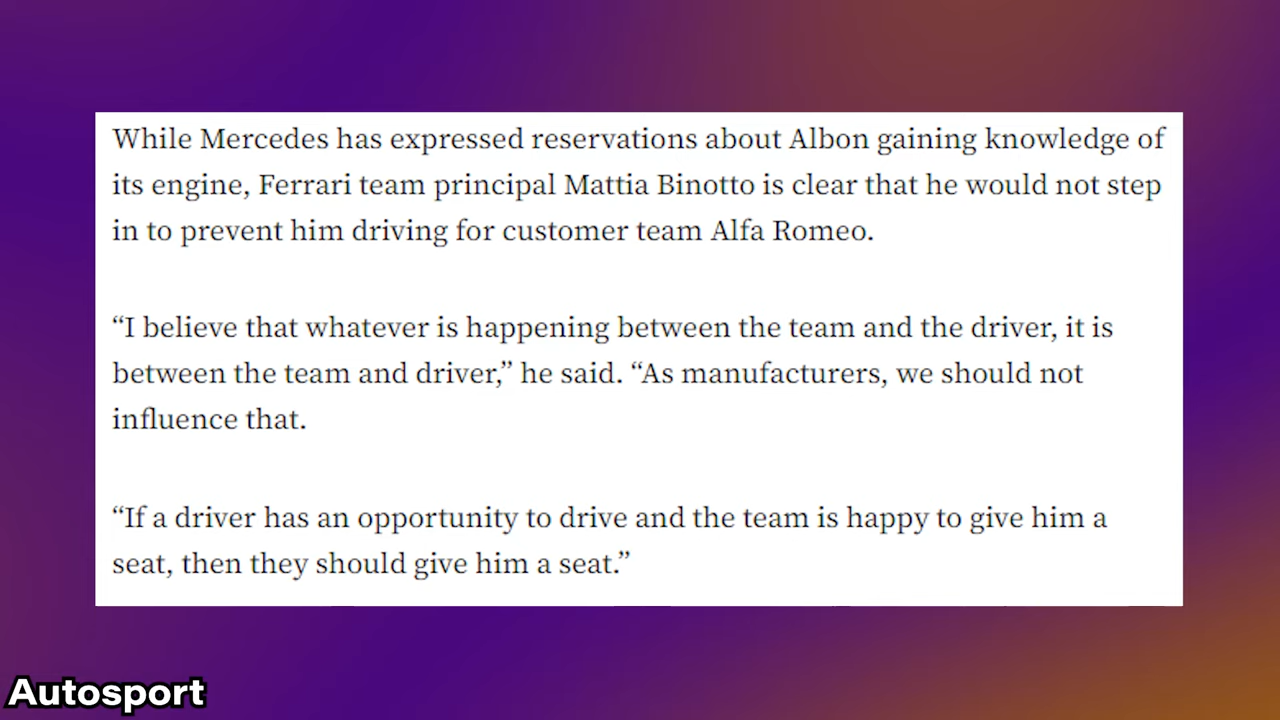 While Mercedes has expressed reservations about Albon gaining knowledge of
its engine, Ferrari team principal Mattia Binotto is clear that he would not step
in to prevent him driving for customer team Alfa Romeo.
“I believe that whatever is happening between the team and the driver, it is
between the team and driver,” he said. “As manufacturers, we should not
influence that.
“If a driver has an opportunity to drive and the team is happy to give him a
seat, then they should give him a seat.”
Autosport